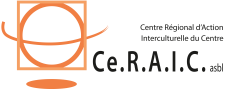 Centre Régional d'Action
Interculturelle du Centre
Ce.R.A.I.C. asbl